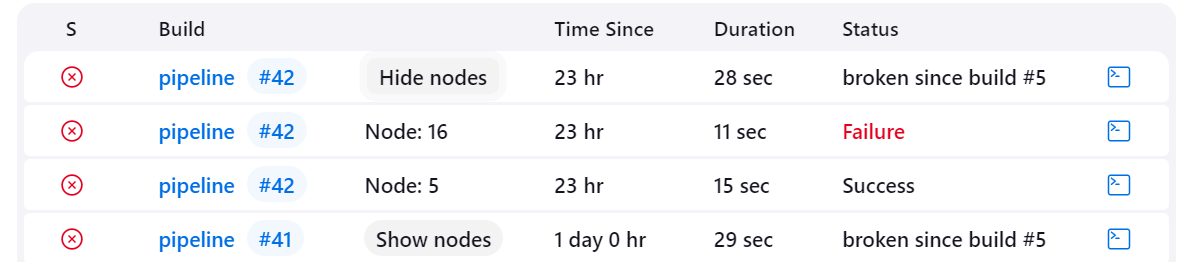 S Build Time Since Duration Status
pipeline #42 Hide nodes 23 hr 28 sec broken since build #5
pipeline #42 Node: 16 23 hr 11 sec Failure
pipeline #42 Node: 5 23 hr 15 sec Success
pipeline #41 Show nodes 1 day 0 hr 29 sec broken since build #5